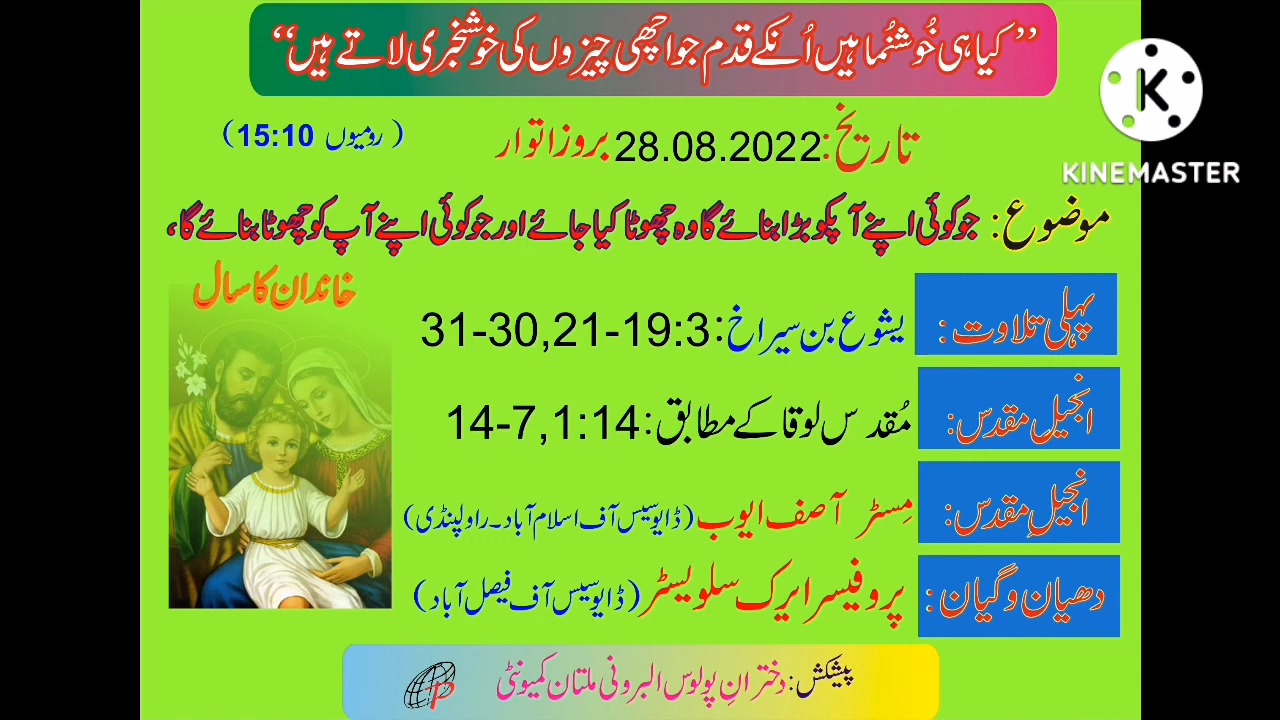 ”کیا ہی خُوشنُما ہیں اُنکے قدم جو اچھی چیزوں کی خوشخبری لاتے ہیں“
تاریخ: 28.08.2022 بروز اتوار
(رومیوں 15:10)
KINEMASTER
موضوع: جو کوئی اپنے آپکو بڑا بنائے گا وہ چھوٹا کیا جائے اور جو کوئی اپنے آپ کو چھوٹا بنائے گا،
خاندان کا سال
پہلی تلاوت: یشوع بن سیراخ: 3:19-21,30-31
انجیل مقدس: مُقدس لوقا کے مطابق: 14:1,7-14
انجیلِ مقدس: مِسٹر آصف ایوب (ڈایوسیس آف اسلام آباد۔راولپنڈی)
دھیان و گیان: پروفیسر ایرک سلویسٹر (ڈایوسیس آف فیصل آباد)
پیشکش: دخترانِ پولوس البرونی ملتان کمیونٹی